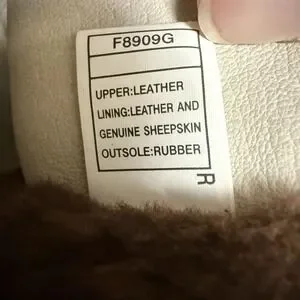 F8909G
UPPER:LEATHER
LINING:LEATHER AND
GENUINE SHEEPSKIN
OUTSOLE:RUBBER
R